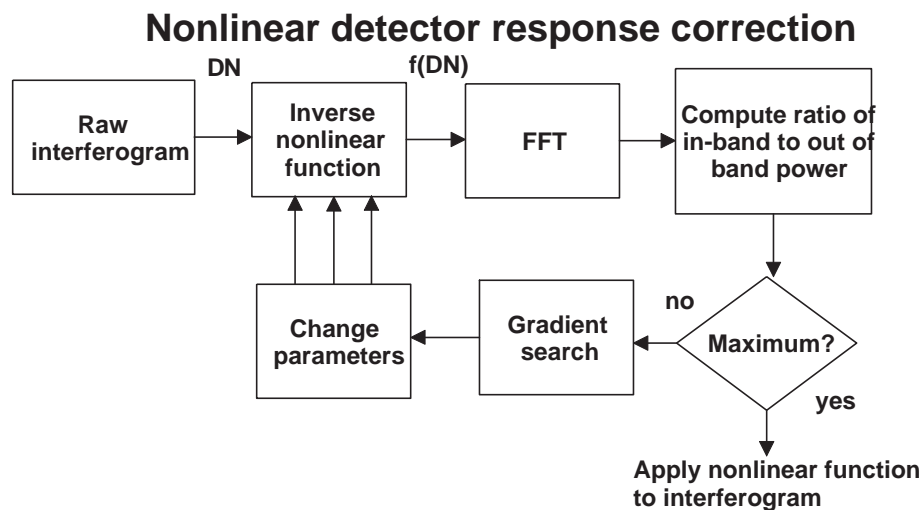 Nonlinear detector response correction
DN
f(DN)
Raw
interferogram
Inverse
nonlinear
function
FFT
Compute ratio of
in-band to out of
band power
no
Change
parameters
Gradient
search
Maximum?
yes
Apply nonlinear function
to interferogram